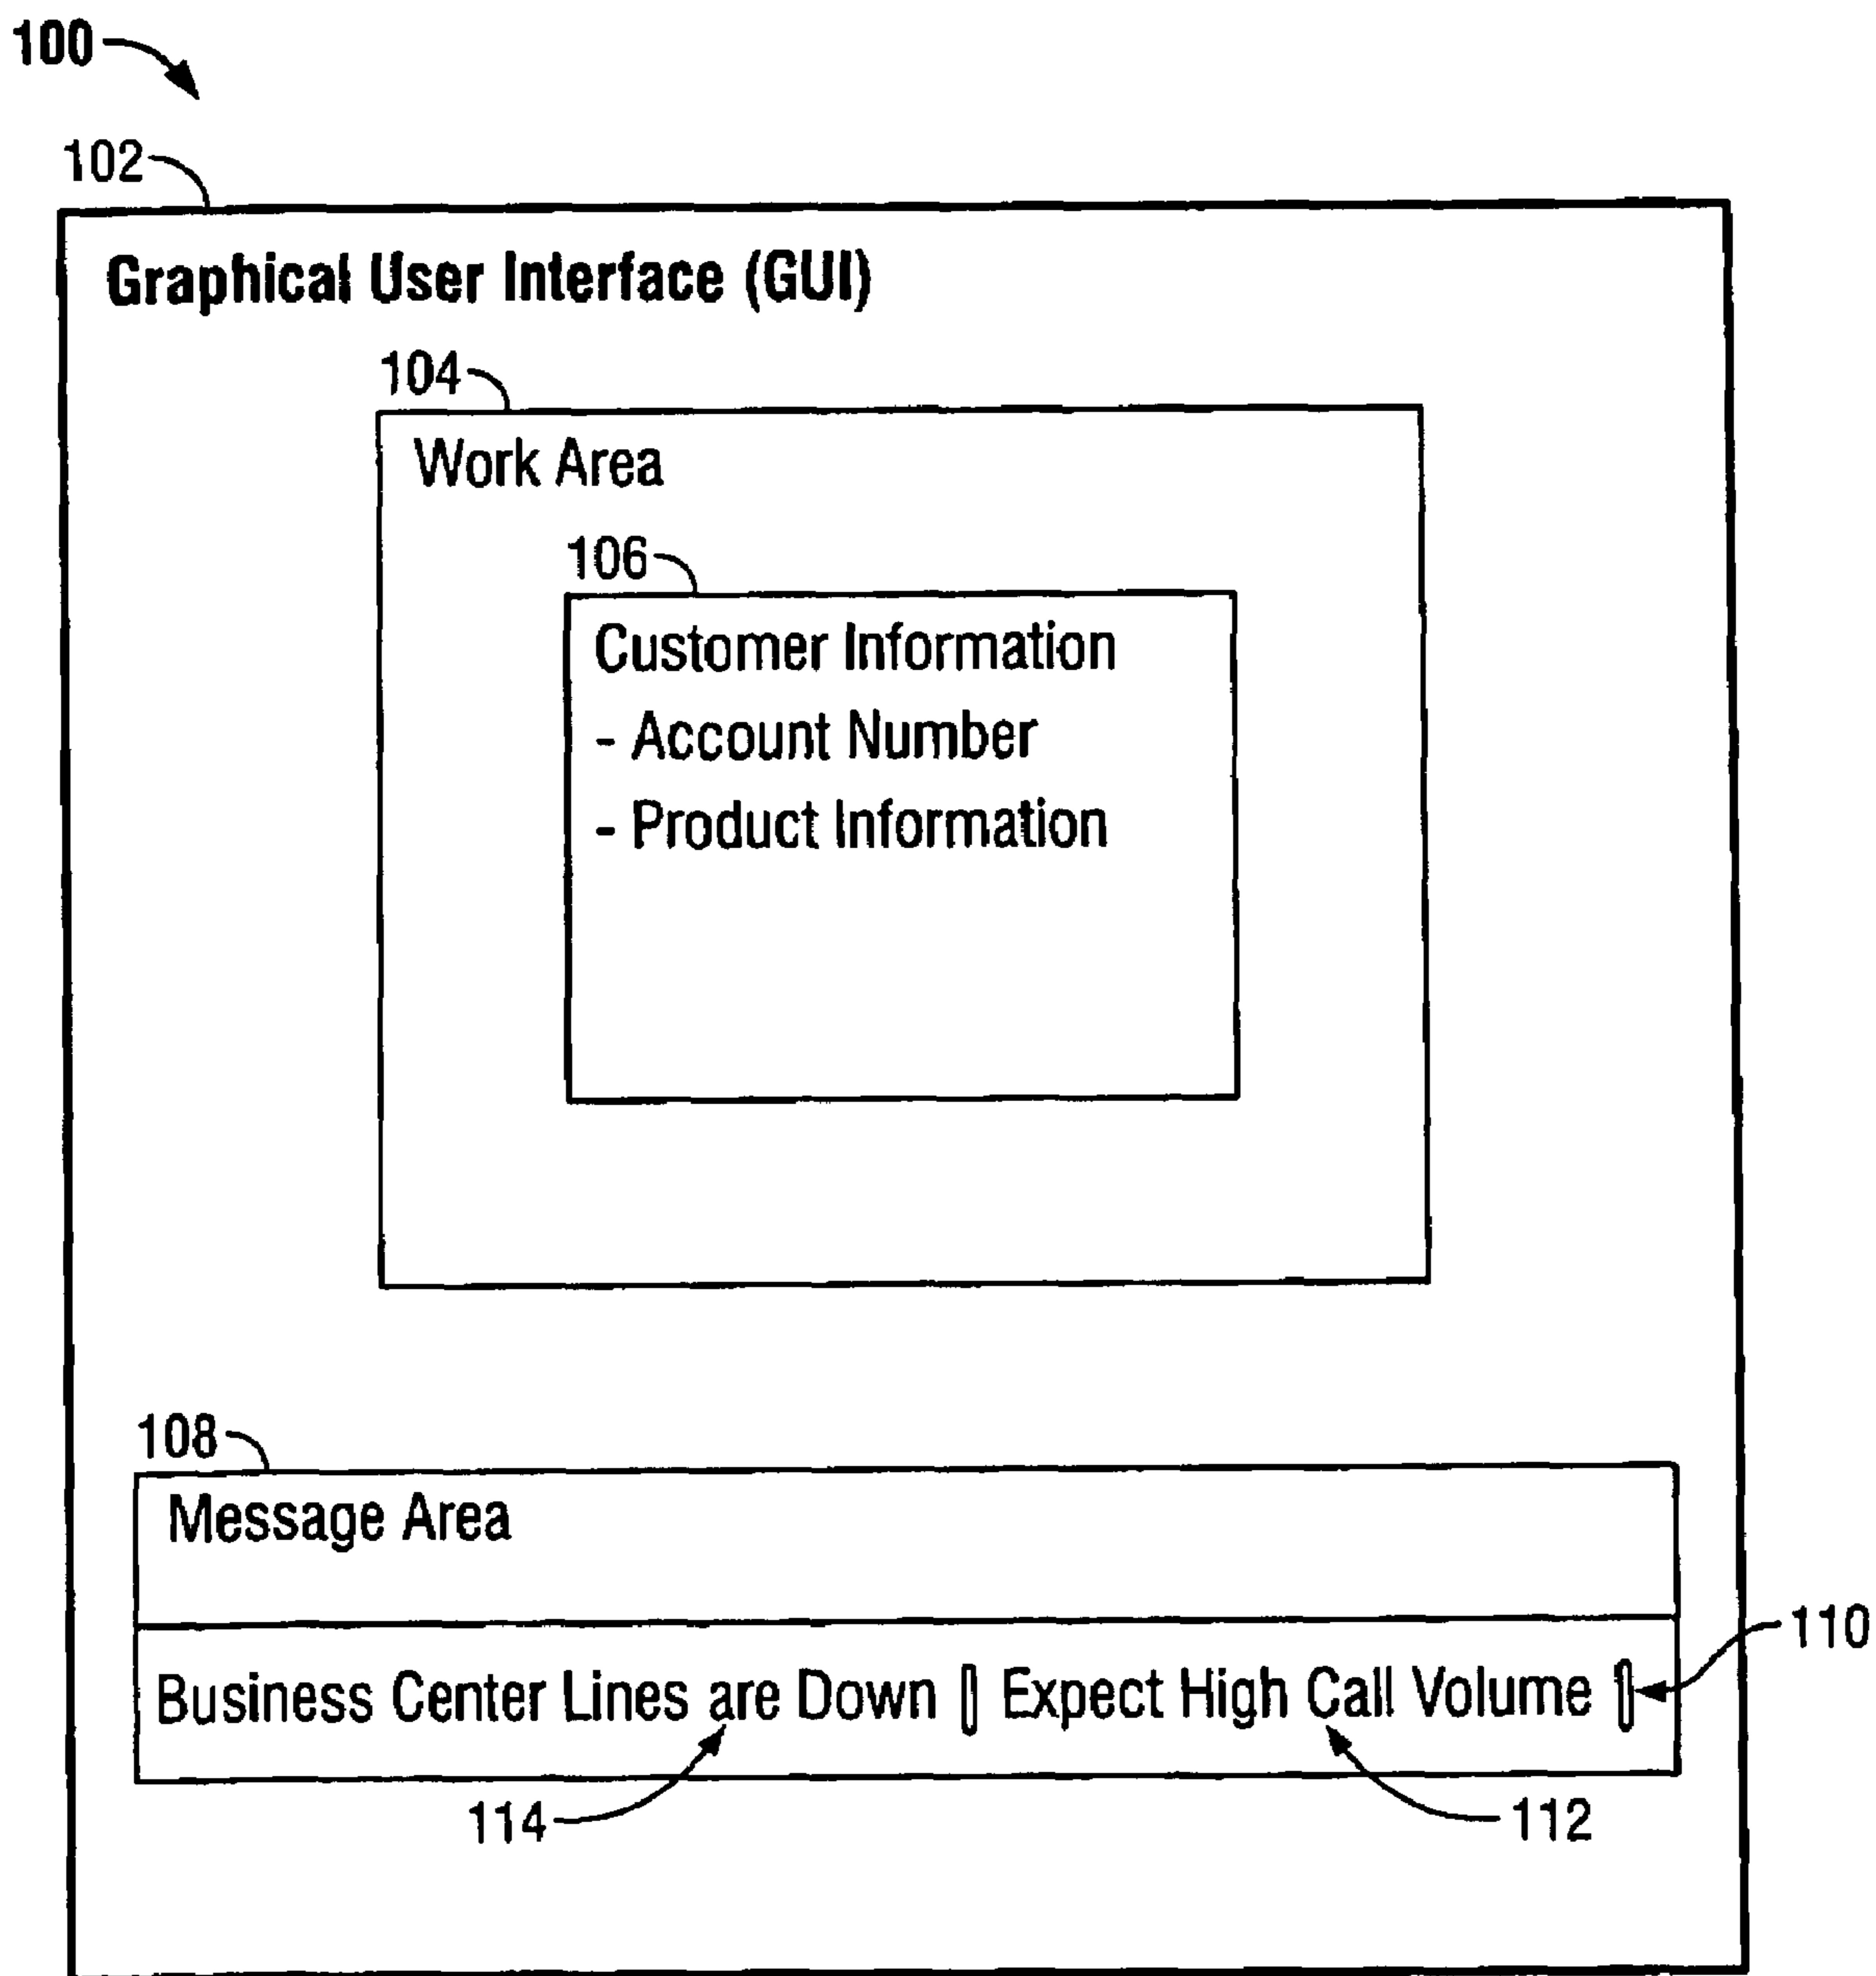 100
102
Graphical User Interface (GUI)
104
Work Area
106
Customer Information
- Account Number
- Product Information
108
Message Area
110
Business Center Lines are Down Expect High Call Volume
114
112